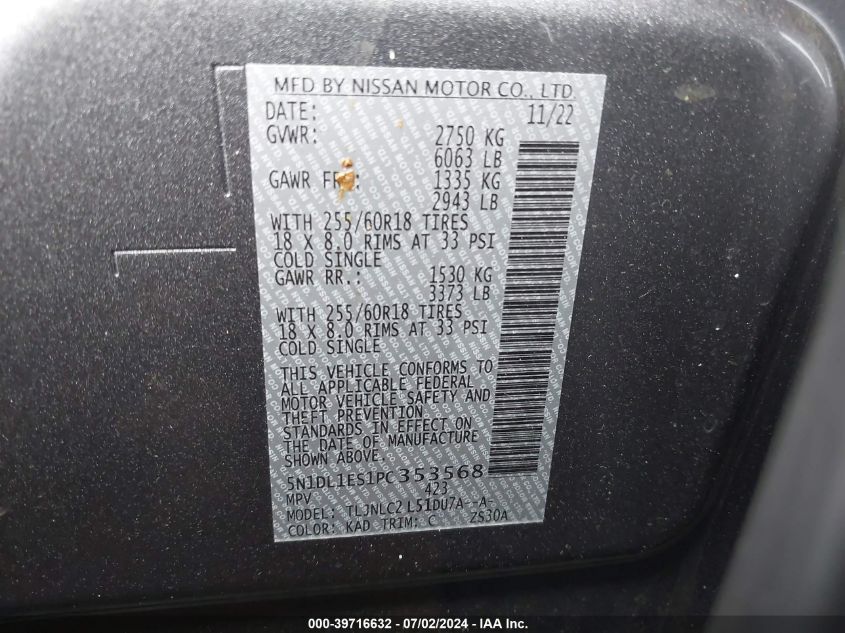 MFD BY NISSAN MOTOR CO., LTD.
DATE: 11/22
GVWR: 2750 KG
6063 LB
GAWR FR.: 1335 KG
2943 LB
WITH 255/60R18 TIRES
18 X 8.0 RIMS AT 33 PSI
COLD SINGLE
GAWR RR.: 1530 KG
3373 LB
WITH 255/60R18 TIRES
18 X 8.0 RIMS AT 33 PSI
COLD SINGLE
THIS VEHICLE CONFORMS TO
ALL APPLICABLE FEDERAL
MOTOR VEHICLE SAFETY AND
THEFT PREVENTION
STANDARDS IN EFFECT ON
THE DATE OF MANUFACTURE
SHOWN ABOVE.
5N1DL1ES1PC353568
MPV 423
MODEL: TLJNLC2 L51DU7A--A-
COLOR: KAD TRIM: C ZS30A
000-39716632 - 07/02/2024 - IAA Inc.